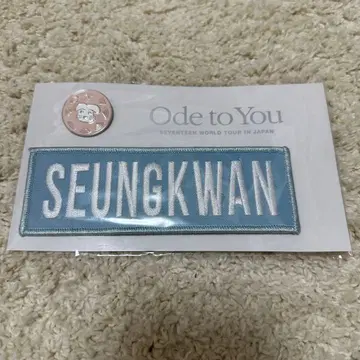 Ode to You
SEVENTEEN WORLD TOUR IN JAPAN
SEUNGKWAN